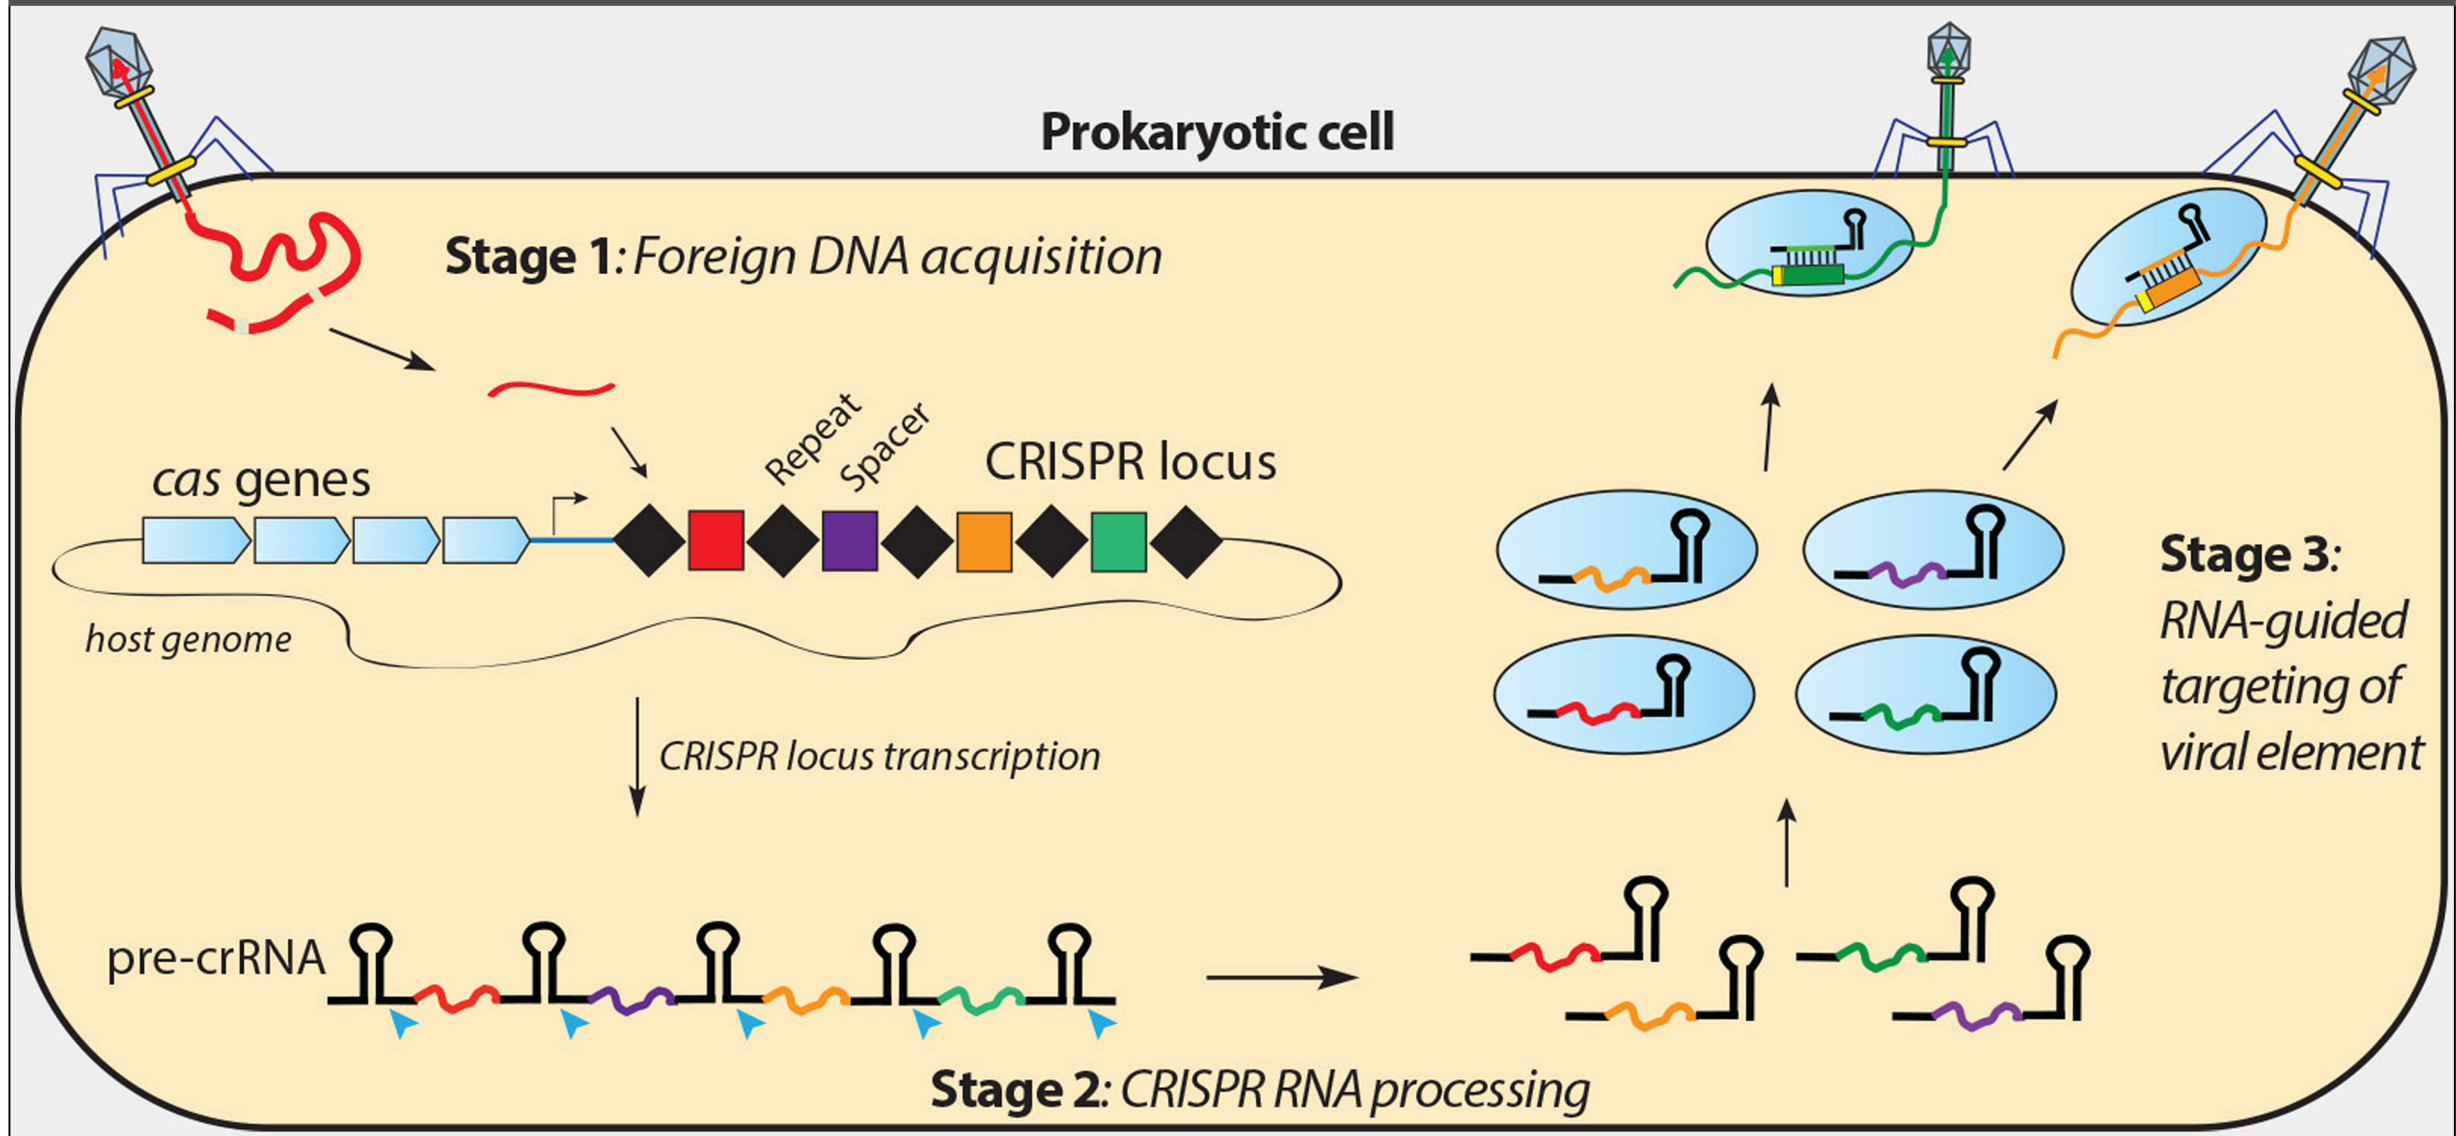 Prokaryotic cell
Stage 1: Foreign DNA acquisition
Repeat
Spacer
CRISPR locus
cas genes
host genome
CRISPR locus transcription
pre-crRNA
Stage 2: CRISPR RNA processing
Stage 3:
RNA-guided
targeting of
viral element